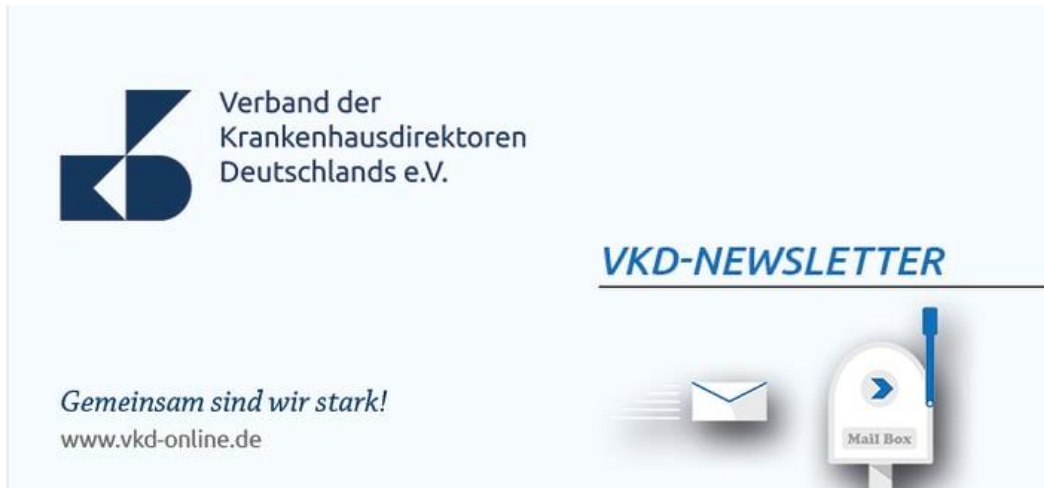 Verband der
Krankenhausdirektoren
Deutschlands e.V.
VKD-NEWSLETTER
Gemeinsam sind wir stark!
www.vkd-online.de
Mail Box